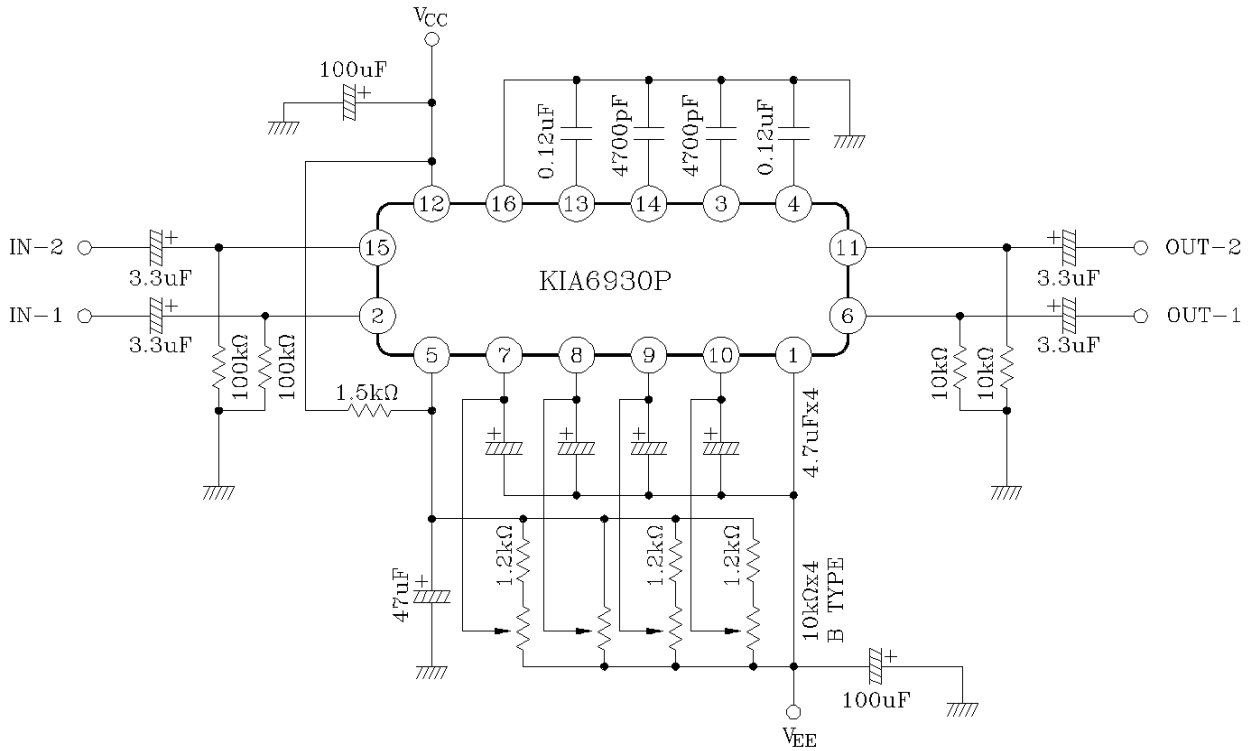 VCC
100uF
+
0.12uF
4700pF
4700pF
0.12uF
12
16
13
14
3
4
IN-2
+
3.3uF
15
KIA6930P
11
+
3.3uF
OUT-2
IN-1
+
3.3uF
2
6
+
3.3uF
OUT-1
5
7
8
9
10
1
100kΩ
100kΩ
1.5kΩ
10kΩ
10kΩ
+
+
+
+
4.7uFx4
1.2kΩ
1.2kΩ
1.2kΩ
+
47uF
10kΩx4
B TYPE
+
100uF
VEE